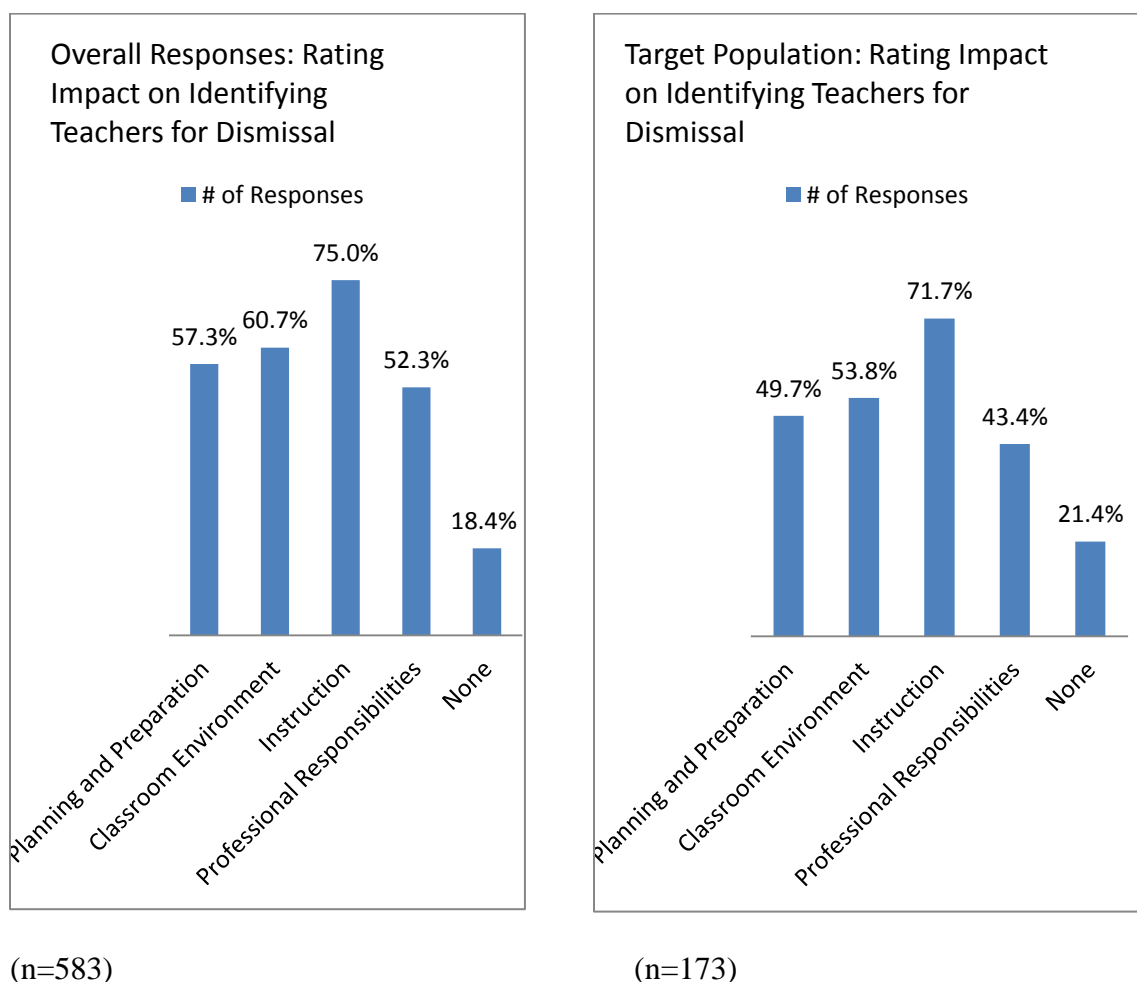 Overall Responses: Rating
Impact on Identifying
Teachers for Dismissal
# of Responses
75.0%
60.7%
57.3%
52.3%
18.4%
Planning and Preparation
Classroom Environment
Instruction
Professional Responsibilities
None
(n=583)
Target Population: Rating Impact
on Identifying Teachers for
Dismissal
# of Responses
71.7%
53.8%
49.7%
43.4%
21.4%
Planning and Preparation
Classroom Environment
Instruction
Professional Responsibilities
None
(n=173)